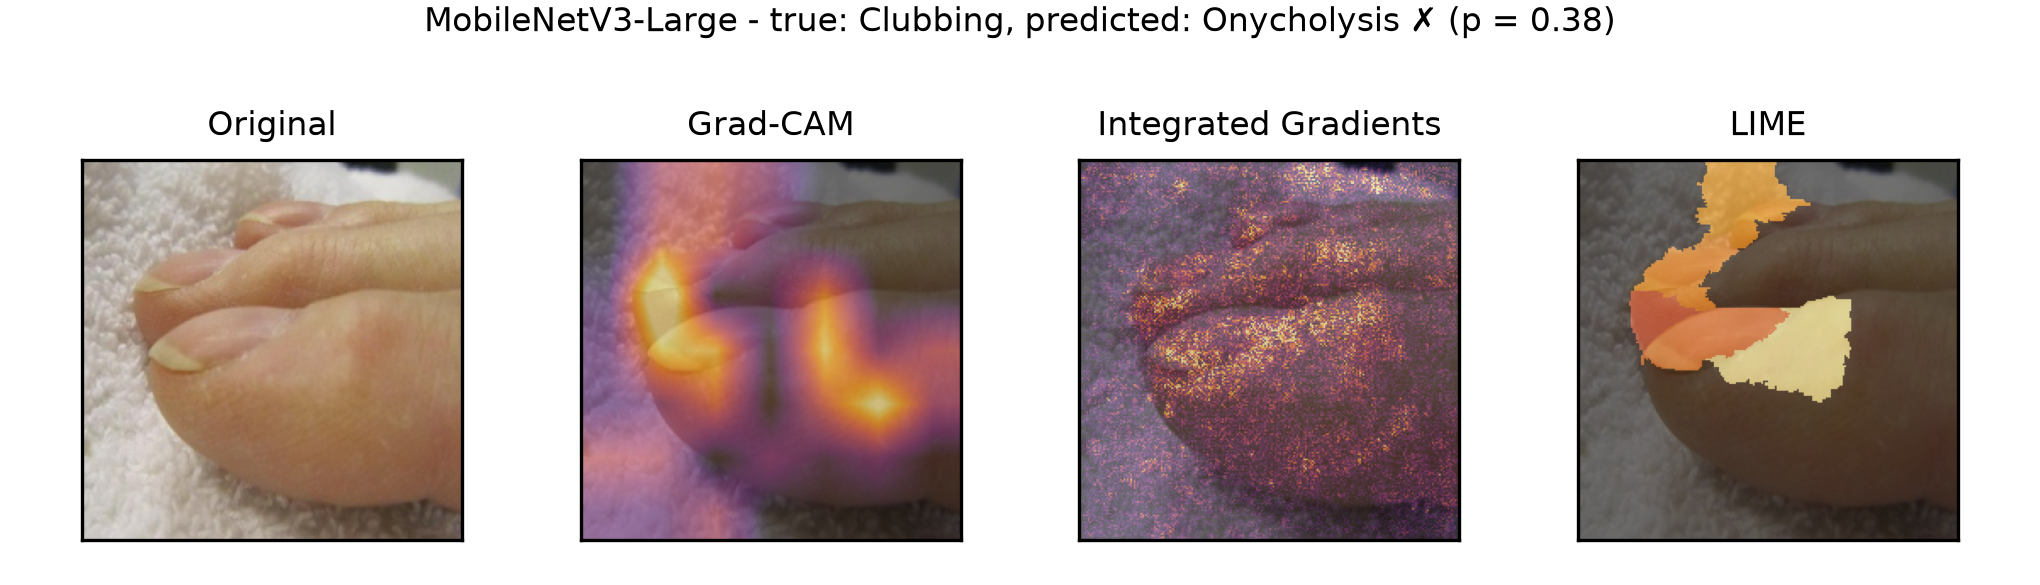 MobileNetV3-Large - true: Clubbing, predicted: Onycholysis ✗ (p = 0.38)
Original
Grad-CAM
Integrated Gradients
LIME